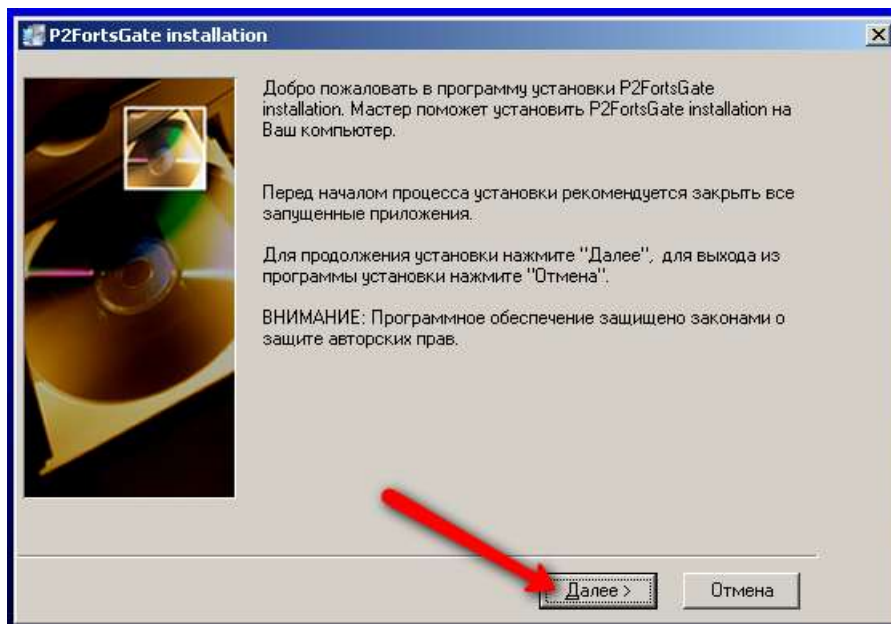 P2FortsGate installation
Добро пожаловать в программу установки P2FortsGate
installation. Мастер поможет установить P2FortsGate installation на
Ваш компьютер.
Перед началом процесса установки рекомендуется закрыть все
запущенные приложения.
Для продолжения установки нажмите "Далее", для выхода из
программы установки нажмите "Отмена".
ВНИМАНИЕ: Программное обеспечение защищено законами о
защите авторских прав.
Далее >
Отмена